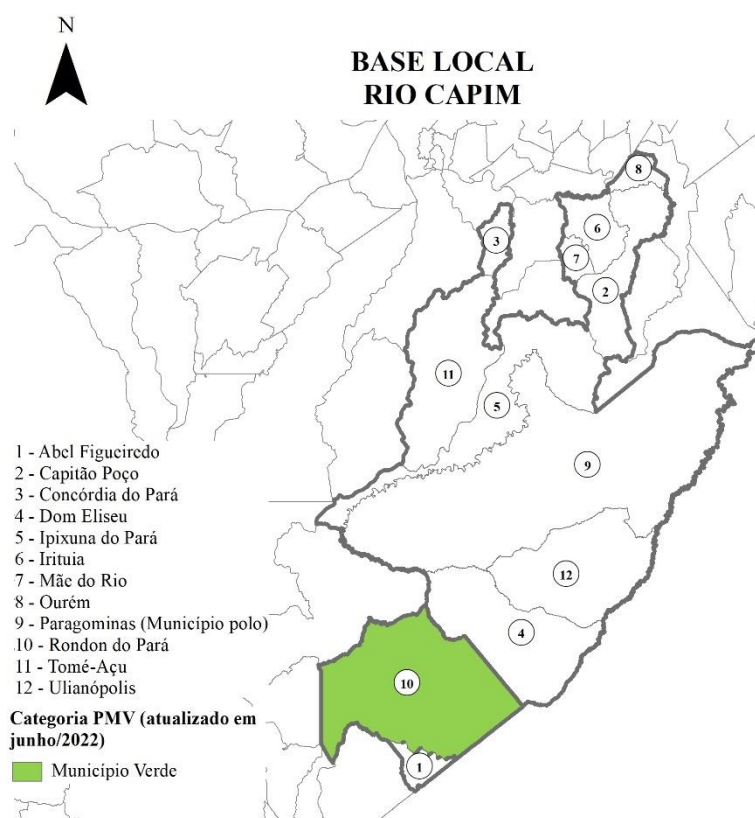 N
BASE LOCAL
RIO CAPIM
8
6
3
7
2
11
5
9
12
4
10
1
1 - Abel Figueiredo
2 - Capitão Poço
3 - Concórdia do Pará
4 - Dom Eliseu
5 - Ipixuna do Pará
6 - Irituia
7 - Mãe do Rio
8 - Ourém
9 - Paragominas (Município polo)
10 - Rondon do Pará
11 - Tomé-Açu
12 - Ulianópolis
Categoria PMV (atualizado em
junho/2022)
Município Verde